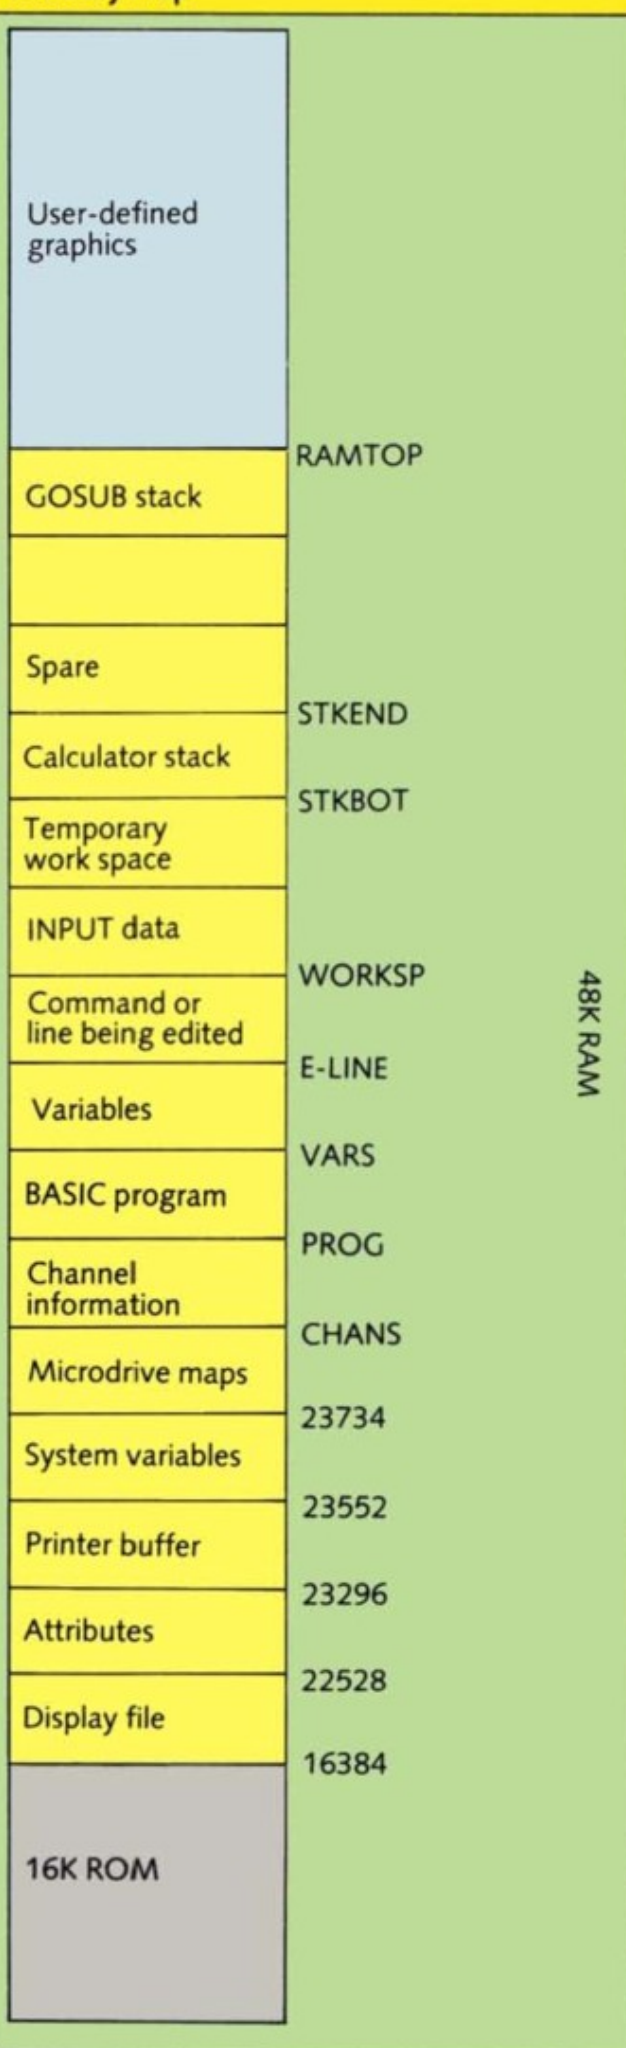 User-defined
graphics
RAMTOP
GOSUB stack
Spare
STKEND
Calculator stack
STKBOT
Temporary
work space
INPUT data
WORKSP
Command or
line being edited
E-LINE
Variables
VARS
BASIC program
PROG
Channel
information
CHANS
Microdrive maps
23734
System variables
23552
Printer buffer
23296
Attributes
22528
Display file
16384
16K ROM
48K RAM